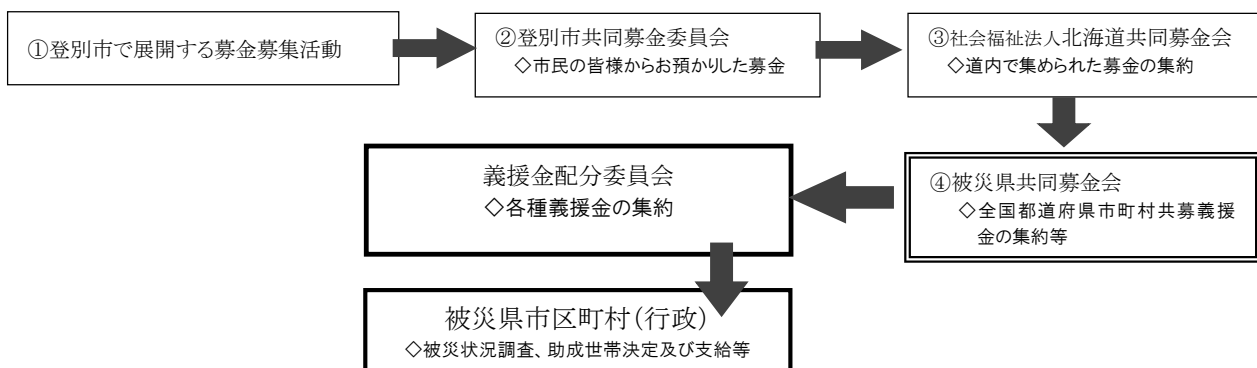 ①登別市で展開する募金募集活動
②登別市共同募金委員会
◇市民の皆様からお預かりした募金
③社会福祉法人北海道共同募金会
◇道内で集められた募金の集約
④被災県共同募金会
◇全国都道府県市町村共募義援
金の集約等
義援金配分委員会
◇各種義援金の集約
被災県市区町村(行政)
◇被災状況調査、助成世帯決定及び支給等